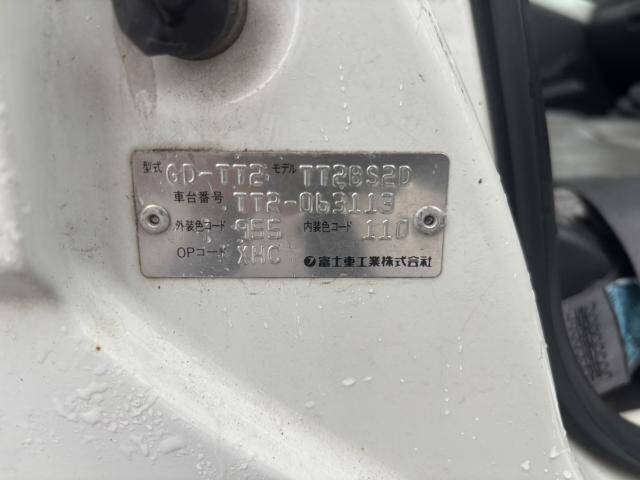 型式 GD-TT2 モデル TT2BS2D
車台番号 TT2-063113
外装色コード 955 内装色コード 110
OPコード XHC 富士重工業株式会社